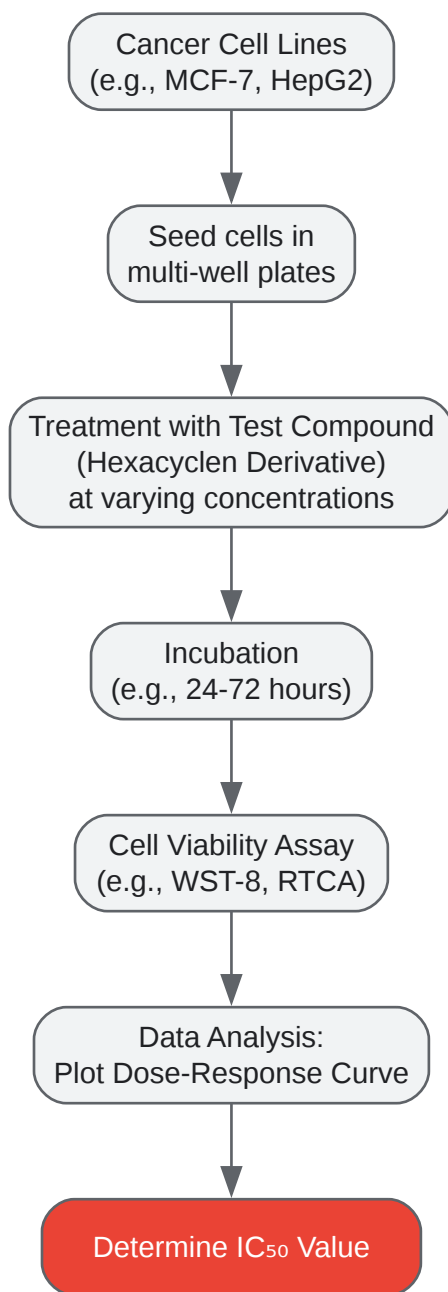 Cancer Cell Lines
(e.g., MCF-7, HepG2)
Seed cells in
multi-well plates
Treatment with Test Compound
(Hexacyclen Derivative)
at varying concentrations
Incubation
(e.g., 24-72 hours)
Cell Viability Assay
(e.g., WST-8, RTCA)
Data Analysis:
Plot Dose-Response Curve
Determine IC₅₀ Value